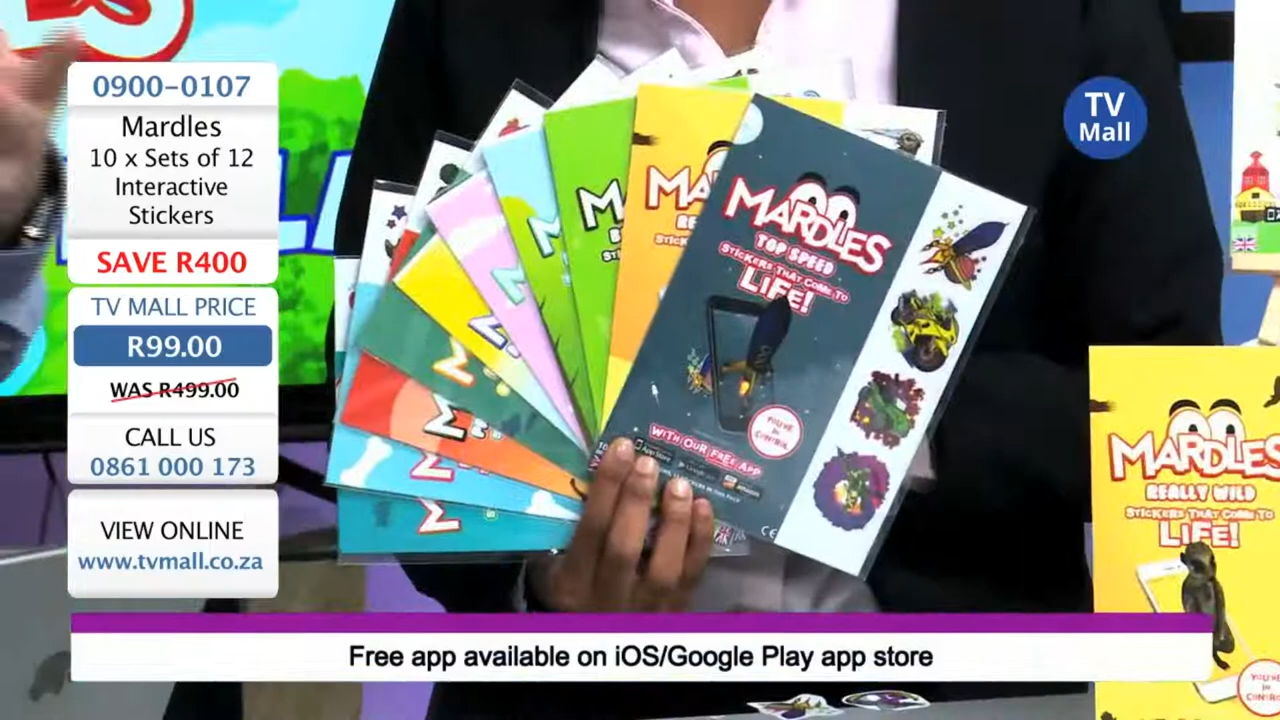 0900-0107
Mardles
10 x Sets of 12
Interactive
Stickers
SAVE R400
TV MALL PRICE
R99.00
WAS R499.00
CALL US
0861 000 173
VIEW ONLINE
www.tvmall.co.za
TV
Mall
MARDLES
TOP SPEED
STICKERS THAT COME TO
LIFE!
YOU'RE
in
CONTROL
WITH OUR FREE APP
App Store
CE
MARDLES
REALLY WILD
STICKERS THAT COME TO
LIFE!
Free app available on iOS/Google Play app store